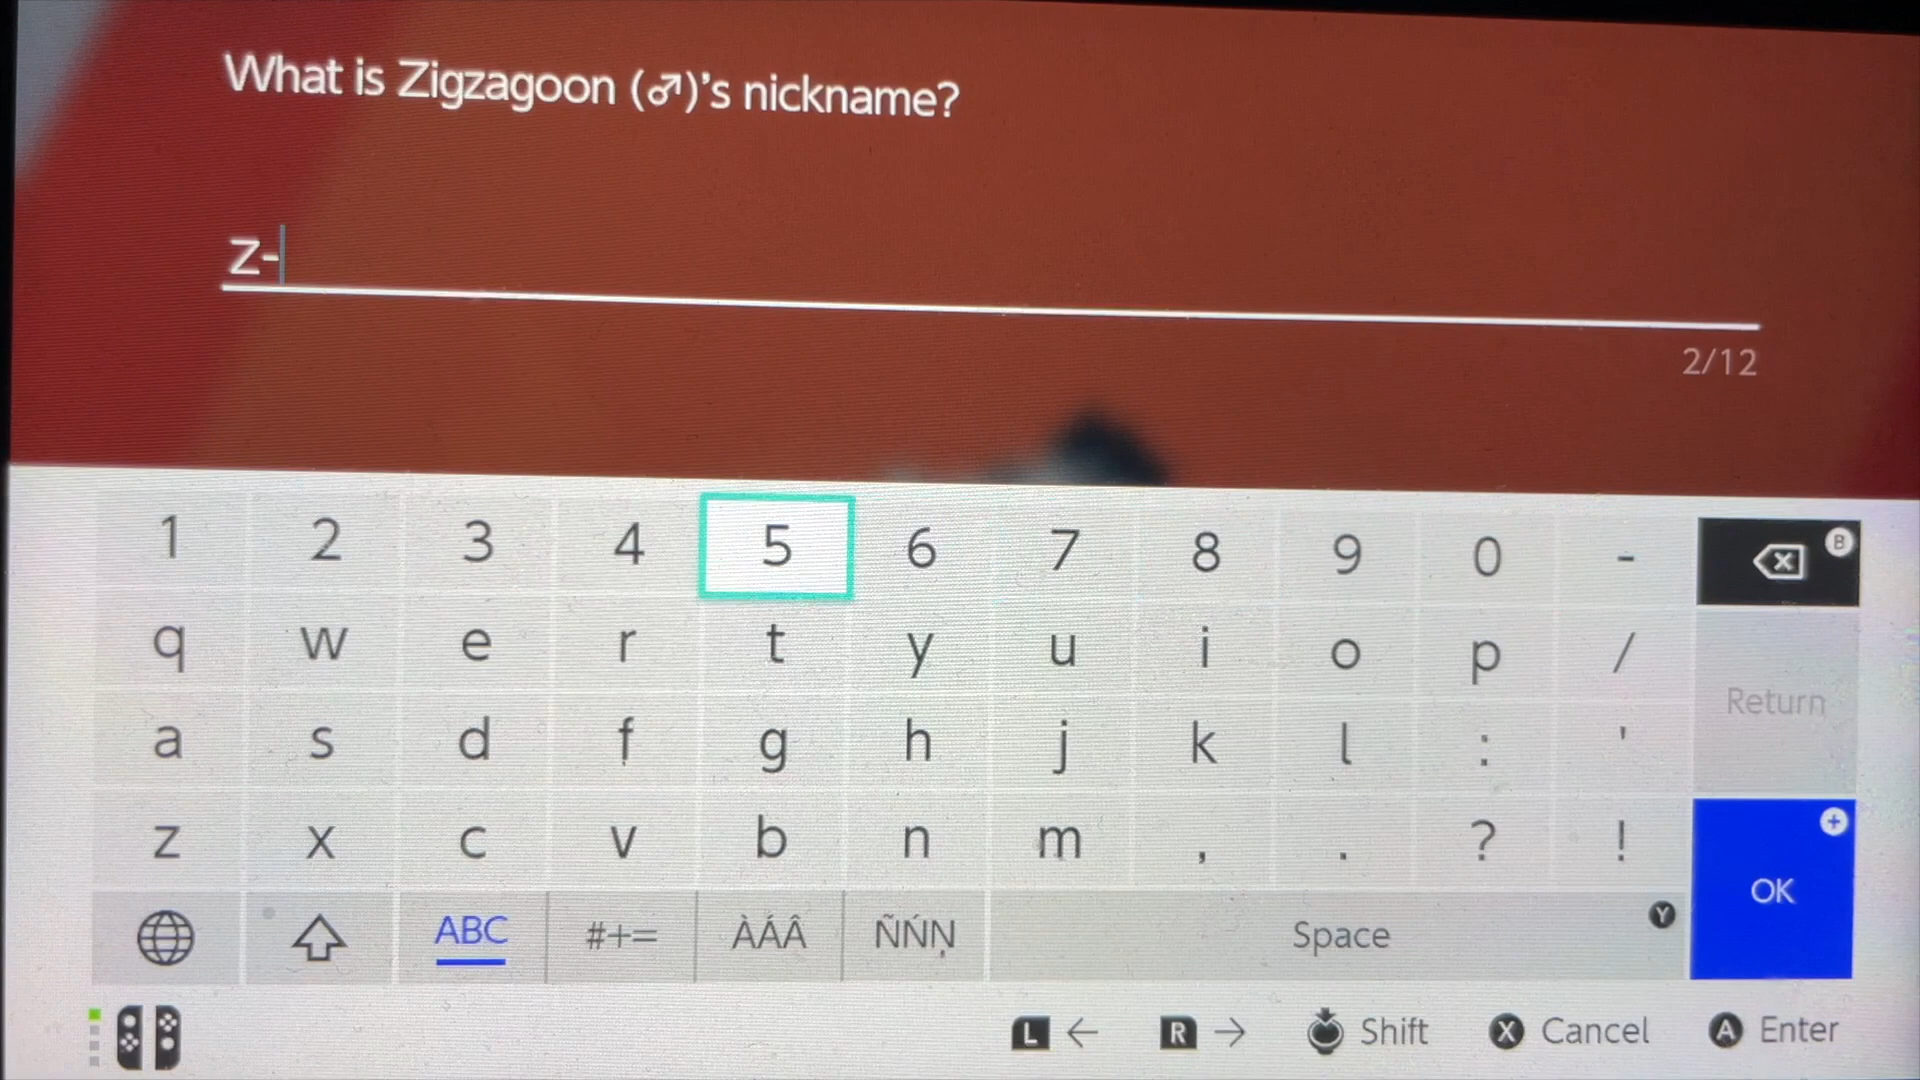 What is Zigzagoon (♂)'s nickname?
Z-
2/12
1 2 3 4 5 6 7 8 9 0 - B
q w e r t y u i o p /
Return
a s d f g h j k l : '
z x c v b n m , . ? ! +
OK
ABC #+= ÀÁÂ ÑŃŅ Space Y
L ← R → Shift X Cancel A Enter